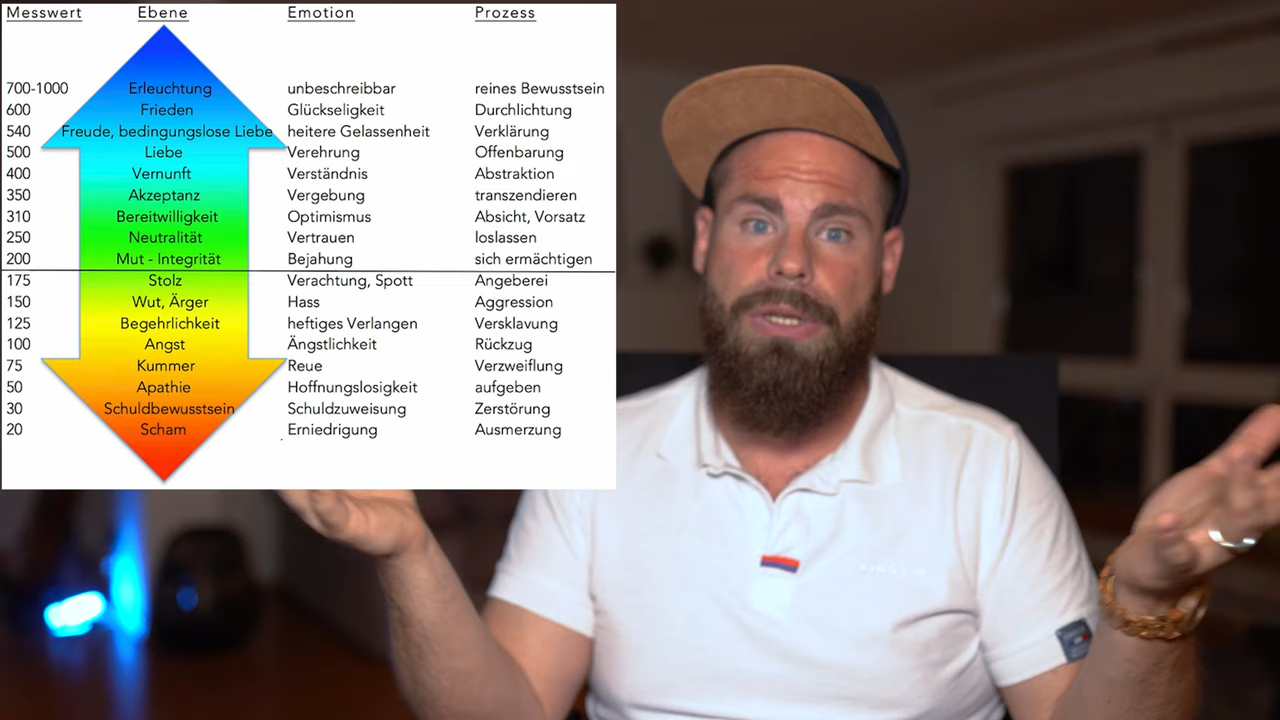 Messwert Ebene Emotion Prozess
700-1000 Erleuchtung unbeschreibbar reines Bewusstsein
600 Frieden Glückseligkeit Durchlichtung
540 Freude, bedingungslose Liebe heitere Gelassenheit Verklärung
500 Liebe Verehrung Offenbarung
400 Vernunft Verständnis Abstraktion
350 Akzeptanz Vergebung transzendieren
310 Bereitwilligkeit Optimismus Absicht, Vorsatz
250 Neutralität Vertrauen loslassen
200 Mut - Integrität Bejahung sich ermächtigen
175 Stolz Verachtung, Spott Angeberei
150 Wut, Ärger Hass Aggression
125 Begehrlichkeit heftiges Verlangen Versklavung
100 Angst Ängstlichkeit Rückzug
75 Kummer Reue Verzweiflung
50 Apathie Hoffnungslosigkeit aufgeben
30 Schuldbewusstsein Schuldzuweisung Zerstörung
20 Scham Erniedrigung Ausmerzung